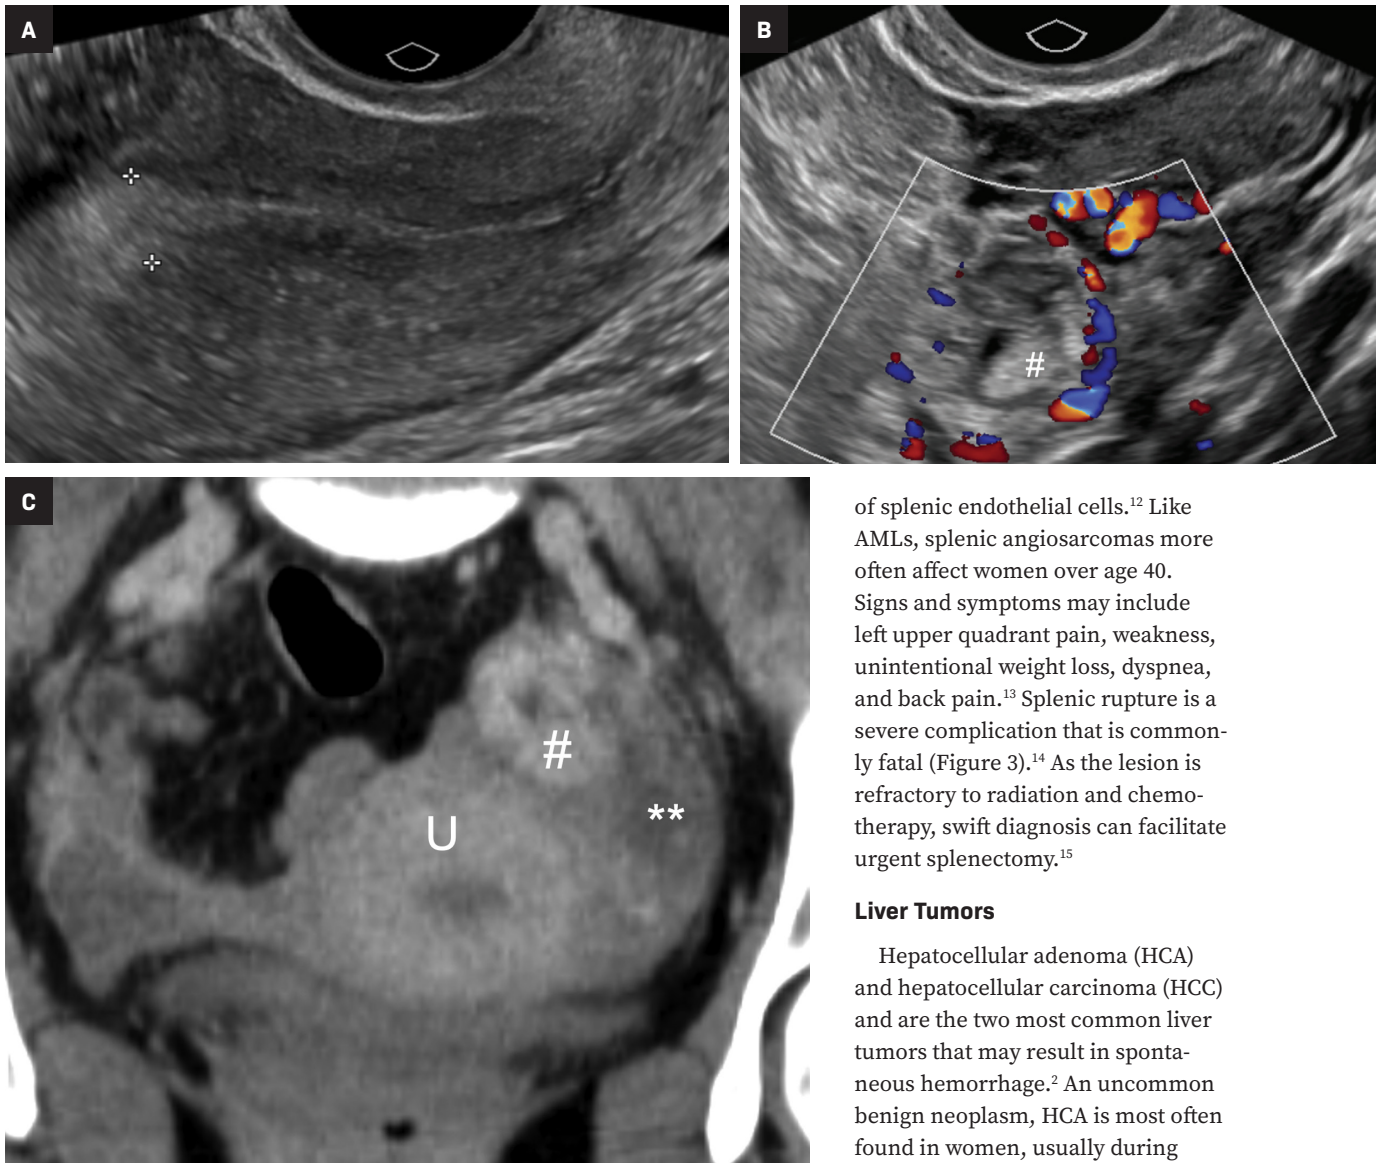 A
B
#
C
#
**
U
of splenic endothelial cells.12 Like
AMLs, splenic angiosarcomas more
often affect women over age 40.
Signs and symptoms may include
left upper quadrant pain, weakness,
unintentional weight loss, dyspnea,
and back pain.13 Splenic rupture is a
severe complication that is common-
ly fatal (Figure 3).14 As the lesion is
refractory to radiation and chemo-
therapy, swift diagnosis can facilitate
urgent splenectomy.15
Liver Tumors
Hepatocellular adenoma (HCA)
and hepatocellular carcinoma (HCC)
and are the two most common liver
tumors that may result in sponta-
neous hemorrhage.2 An uncommon
benign neoplasm, HCA is most often
found in women, usually during